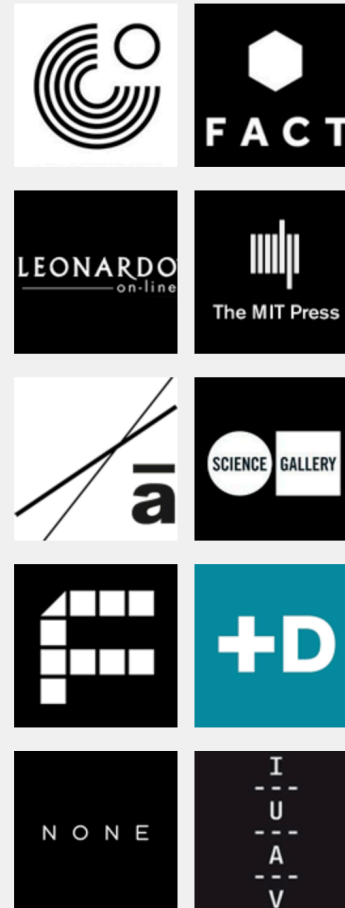 FACT
LEONARDO
on-line
The MIT Press
ā
SCIENCE GALLERY
F
+D
NONE
I
---
U
---
A
---
V